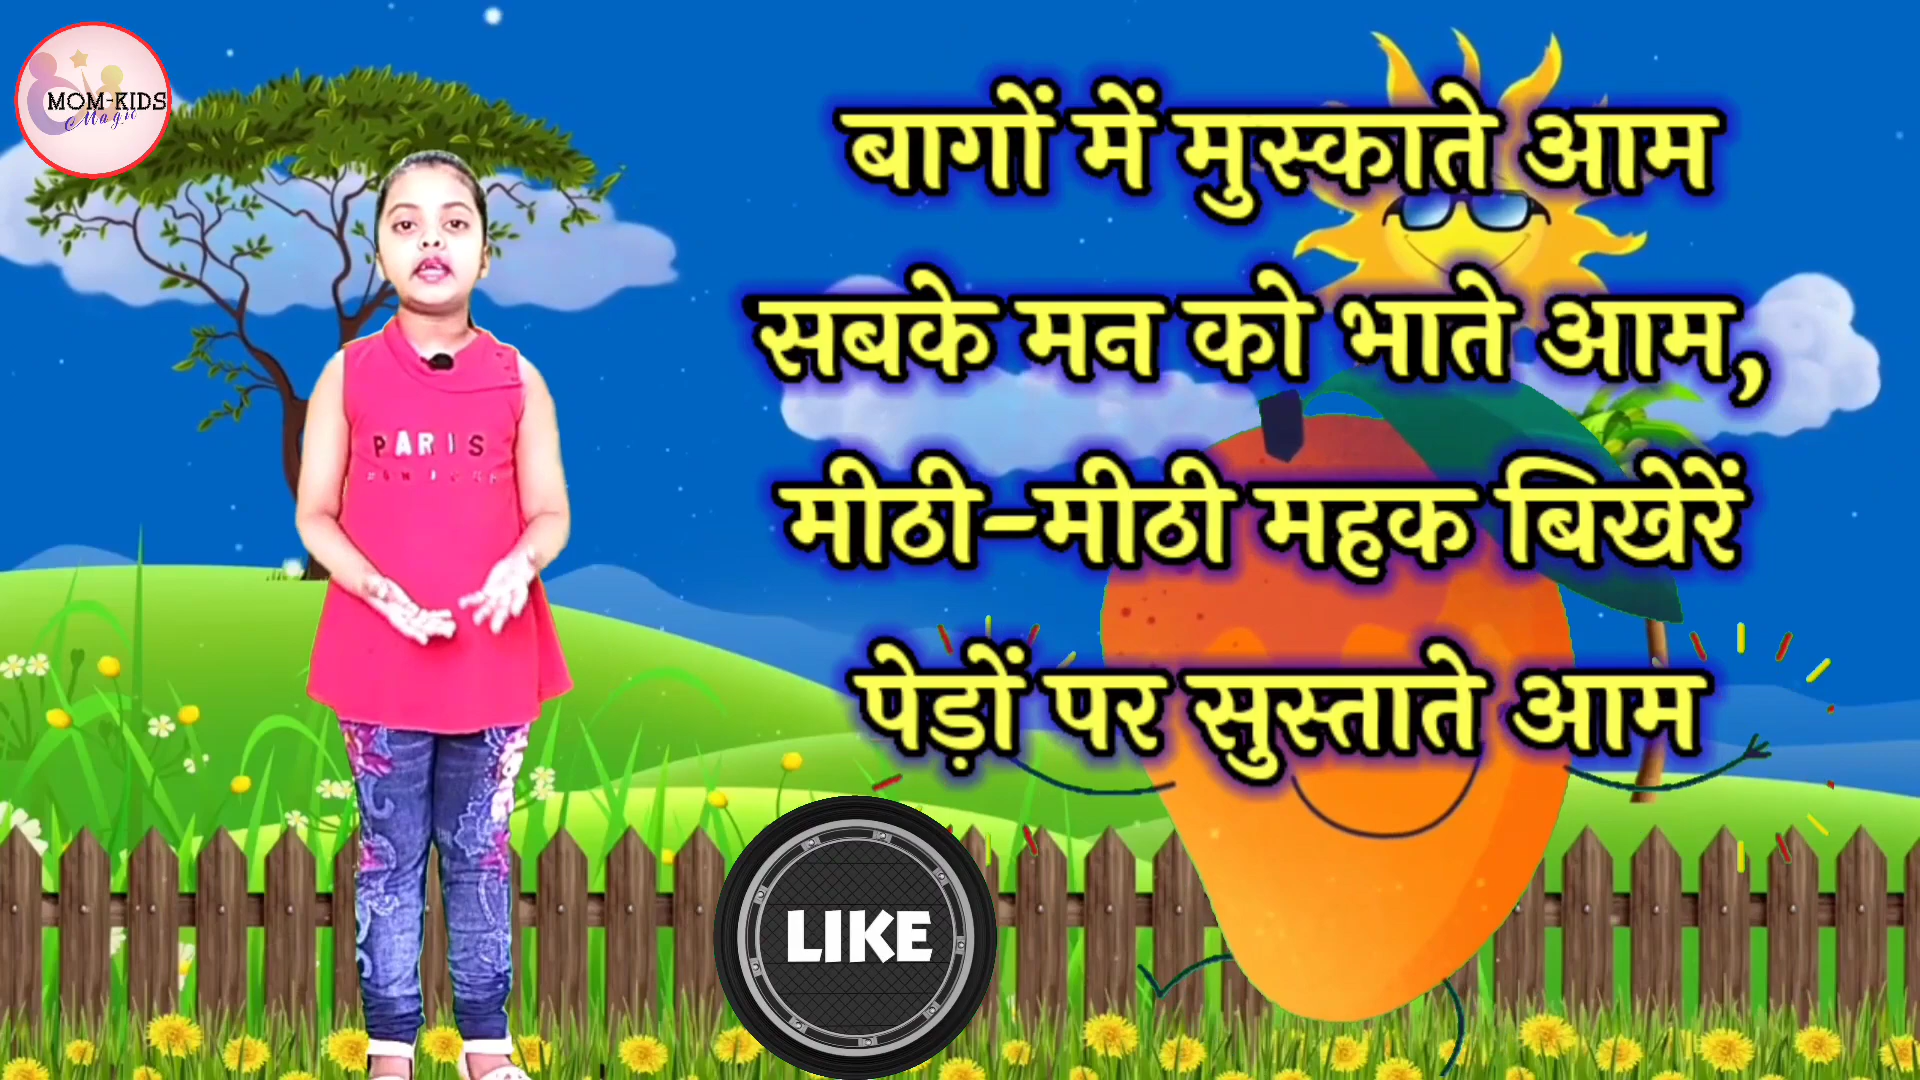 MOM-KIDS
Magic
बागों में मुस्काते आम
सबके मन को भाते आम,
मीठी-मीठी महक बिखेरें
पेड़ों पर सुस्ताते आम
PARIS
LIKE